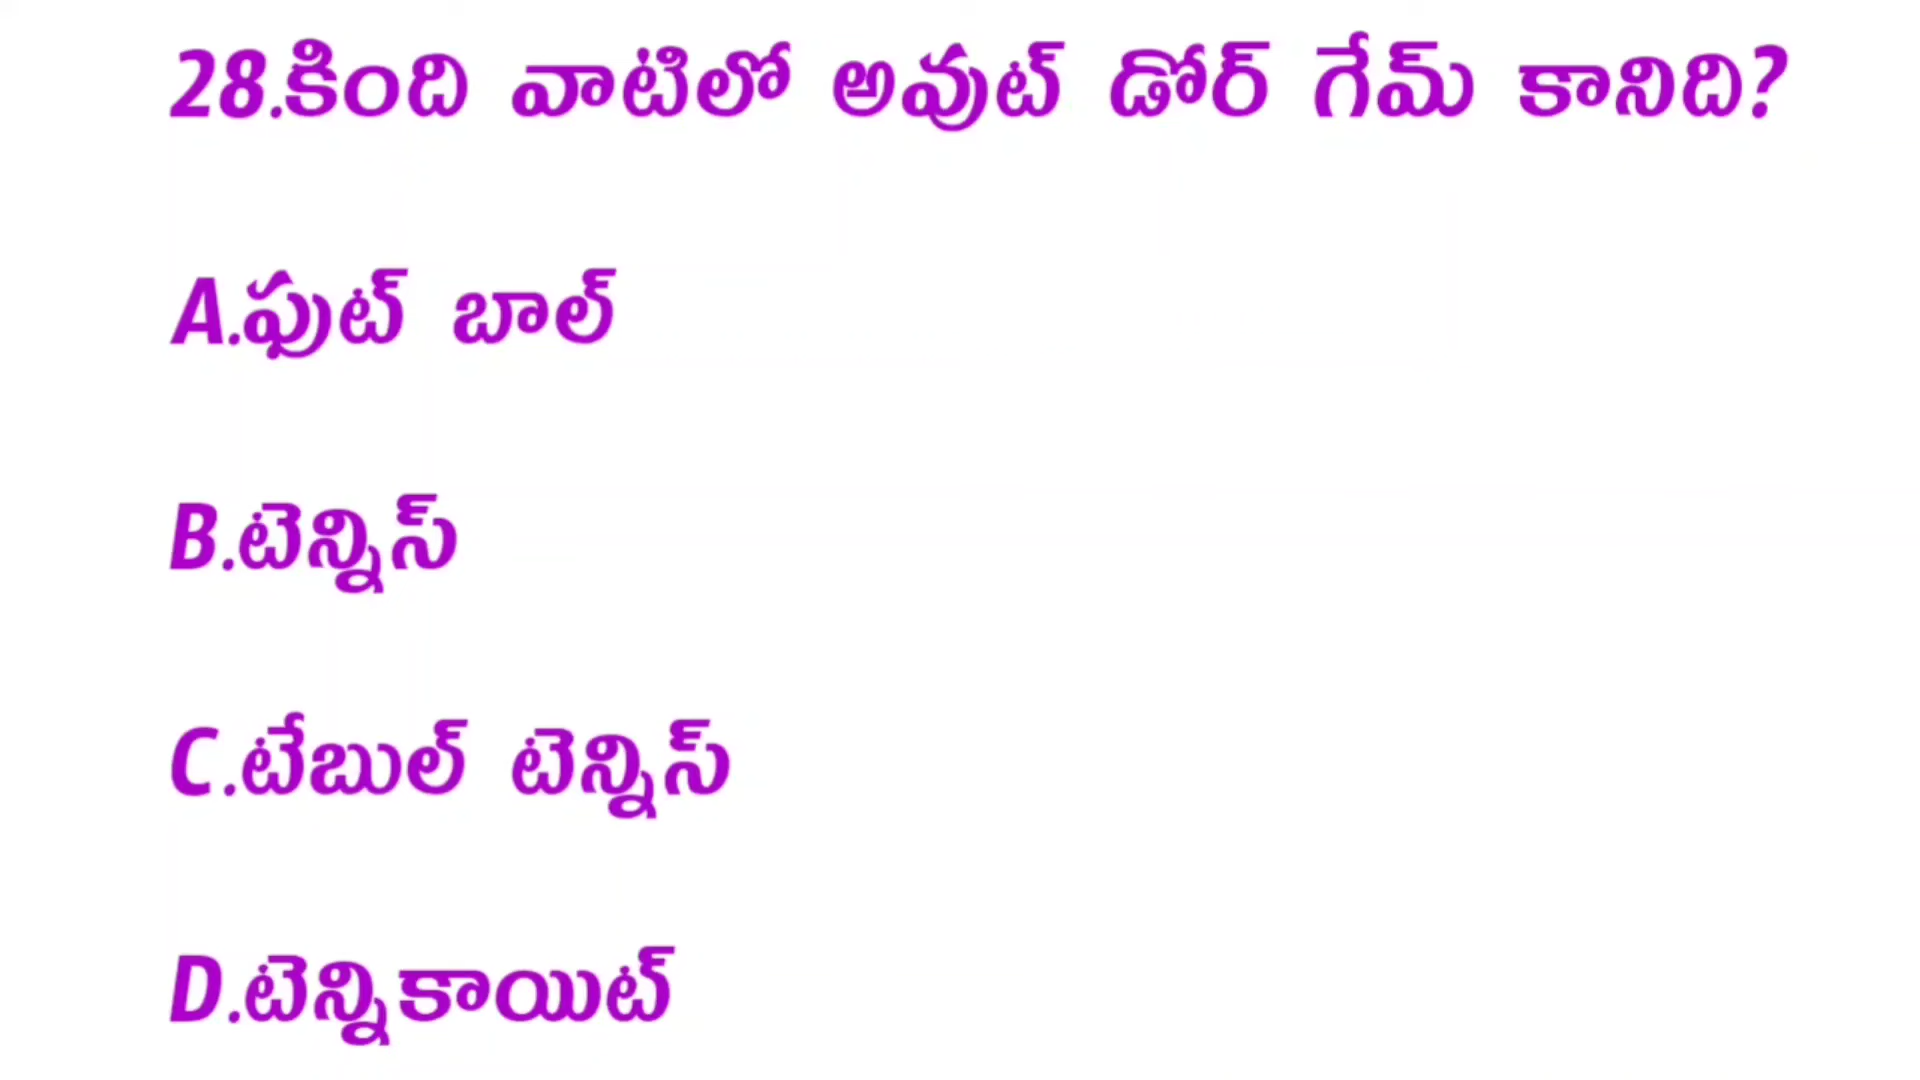 28.కింది వాటిలో అవుట్ డోర్ గేమ్ కానిది?
A.ఫుట్ బాల్
B.టెన్నిస్
C.టేబుల్ టెన్నిస్
D.టెన్నికాయిట్